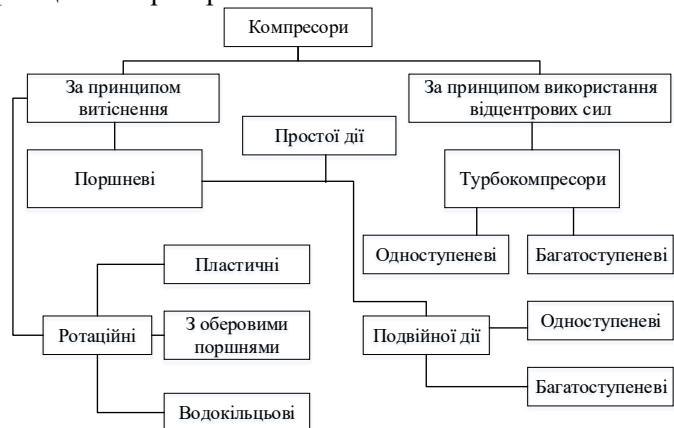 Компресори
За принципом
витіснення
За принципом використання
відцентрових сил
Простої дії
Поршневі
Турбокомпресори
Одноступеневі
Багатоступеневі
Пластичні
Ротаційні
З оберовими
поршнями
Подвійної дії
Одноступеневі
Багатоступеневі
Водокільцьові